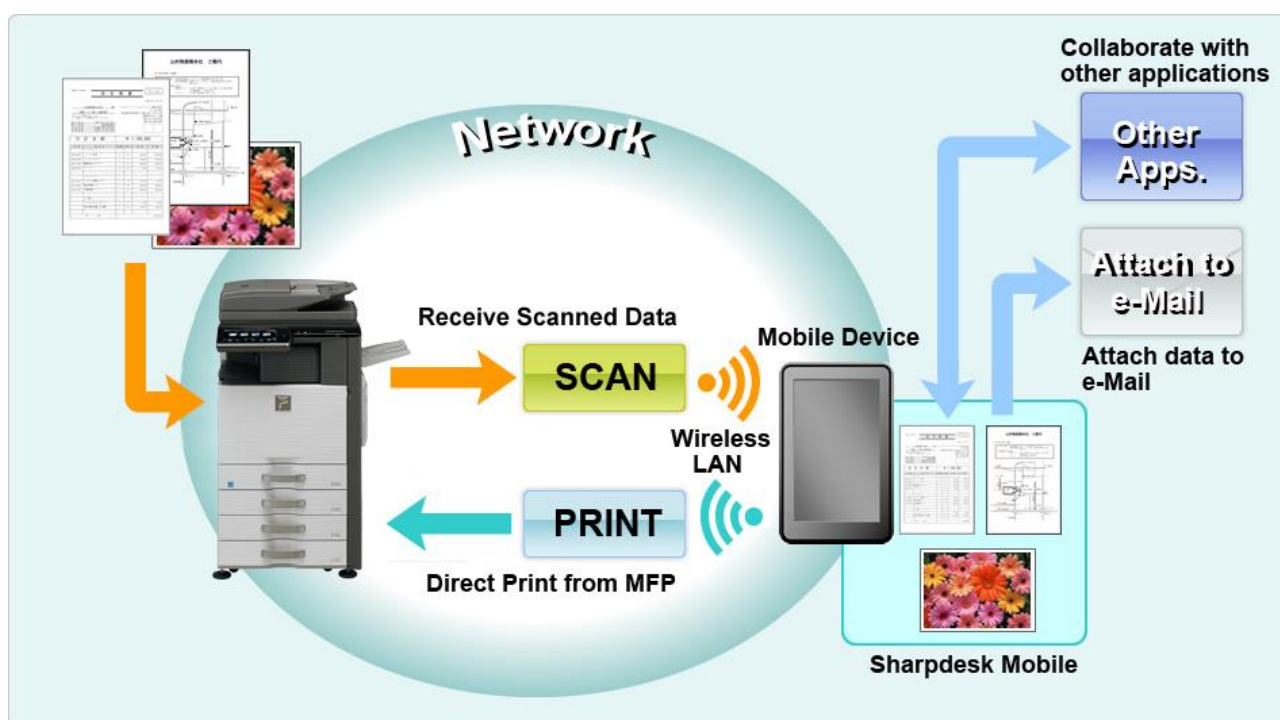 Collaborate with
other applications
Other
Apps.
Network
Attach to
e-Mail
Attach data to
e-Mail
Receive Scanned Data
SCAN
Mobile Device
Wireless
LAN
PRINT
Direct Print from MFP
Sharpdesk Mobile